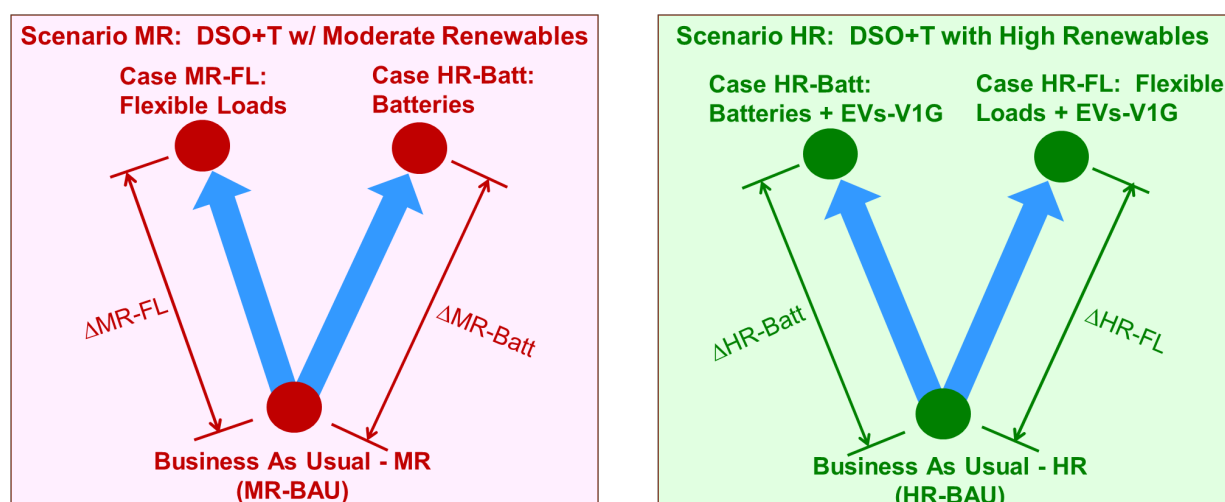 Scenario MR: DSO+T w/ Moderate Renewables
Case MR-FL:
Flexible Loads
Case HR-Batt:
Batteries
ΔMR-FL
ΔMR-Batt
Business As Usual - MR
(MR-BAU)
Scenario HR: DSO+T with High Renewables
Case HR-Batt:
Batteries + EVs-V1G
Case HR-FL: Flexible
Loads + EVs-V1G
ΔHR-Batt
ΔHR-FL
Business As Usual - HR
(HR-BAU)